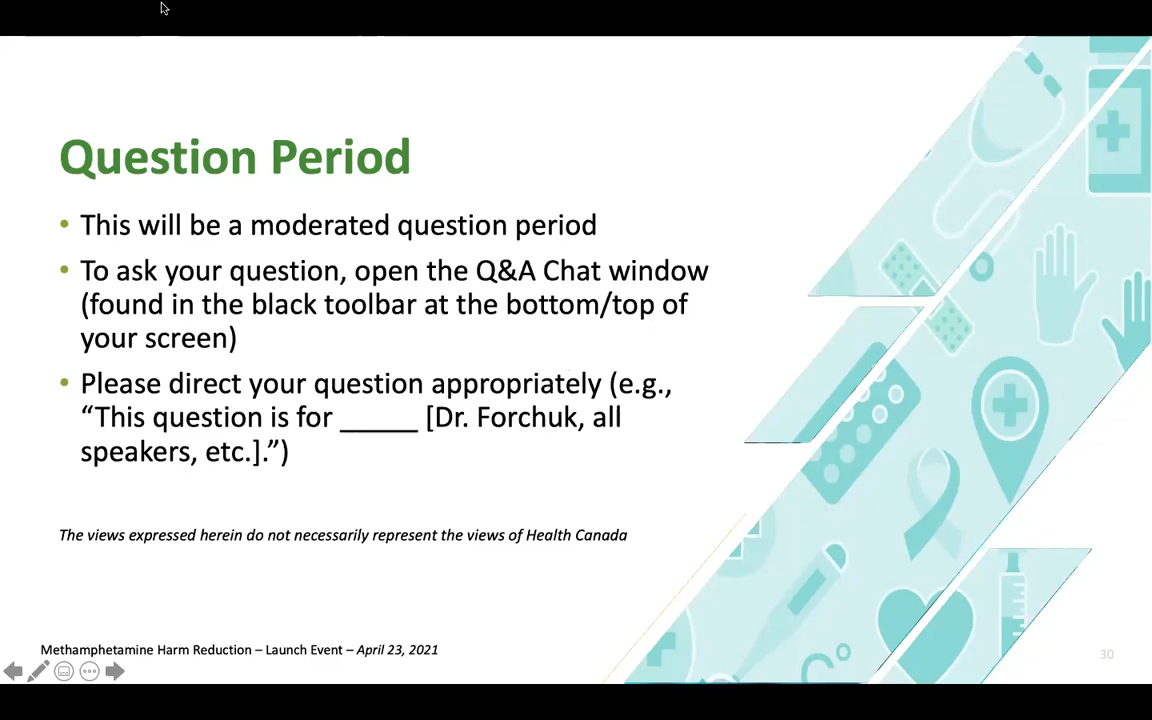 Question Period
• This will be a moderated question period
• To ask your question, open the Q&A Chat window
(found in the black toolbar at the bottom/top of
your screen)
• Please direct your question appropriately (e.g.,
“This question is for ______ [Dr. Forchuk, all
speakers, etc.].”)
The views expressed herein do not necessarily represent the views of Health Canada
Methamphetamine Harm Reduction – Launch Event – April 23, 2021
30